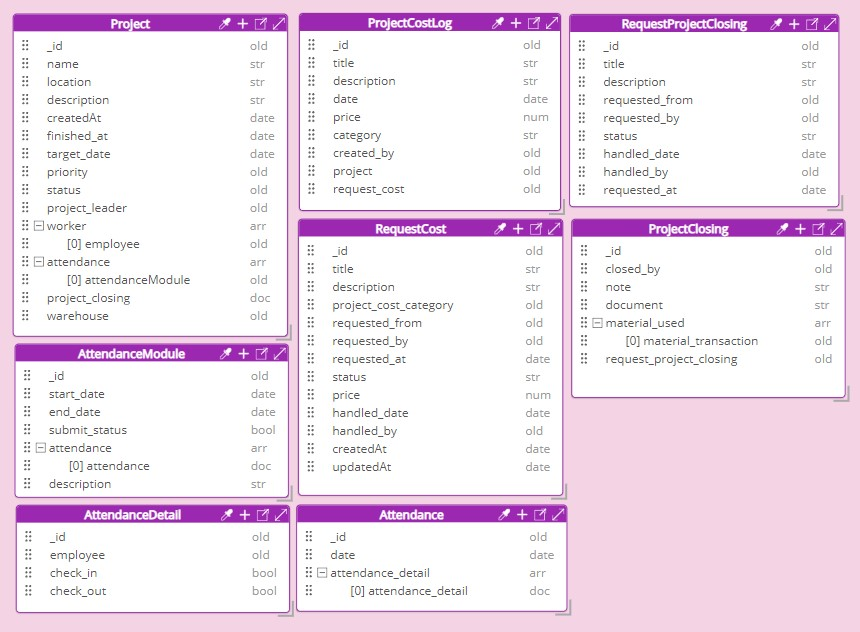 Project
_id old
name str
location str
description str
createdAt date
finished_at date
target_date date
priority old
status old
project_leader old
worker arr
[0] employee old
attendance arr
[0] attendanceModule old
project_closing doc
warehouse old
ProjectCostLog
_id old
title str
description str
date date
price num
category str
created_by old
project old
request_cost old
RequestProjectClosing
_id old
title str
description str
requested_from old
requested_by old
status str
handled_date date
handled_by old
requested_at date
RequestCost
_id old
title str
description str
project_cost_category old
requested_from old
requested_by old
requested_at date
status str
price num
handled_date date
handled_by old
createdAt date
updatedAt date
ProjectClosing
_id old
closed_by old
note str
document str
material_used arr
[0] material_transaction old
request_project_closing old
AttendanceModule
_id old
start_date date
end_date date
submit_status bool
attendance arr
[0] attendance doc
description str
AttendanceDetail
_id old
employee old
check_in bool
check_out bool
Attendance
_id old
date date
attendance_detail arr
[0] attendance_detail doc